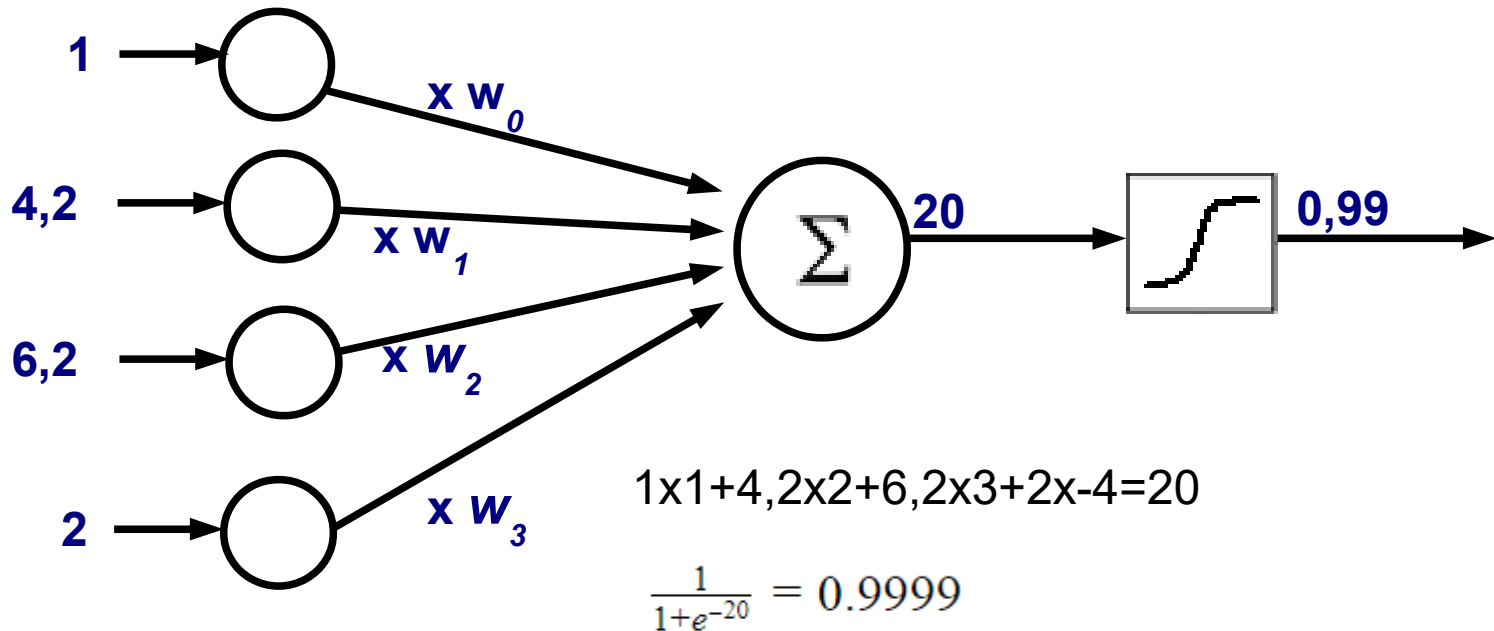 1
x w0
4,2
x w1
20
0,99
Σ
6,2
x w2
2
x w3
1x1+4,2x2+6,2x3+2x-4=20
1/(1+e^-20) = 0.9999